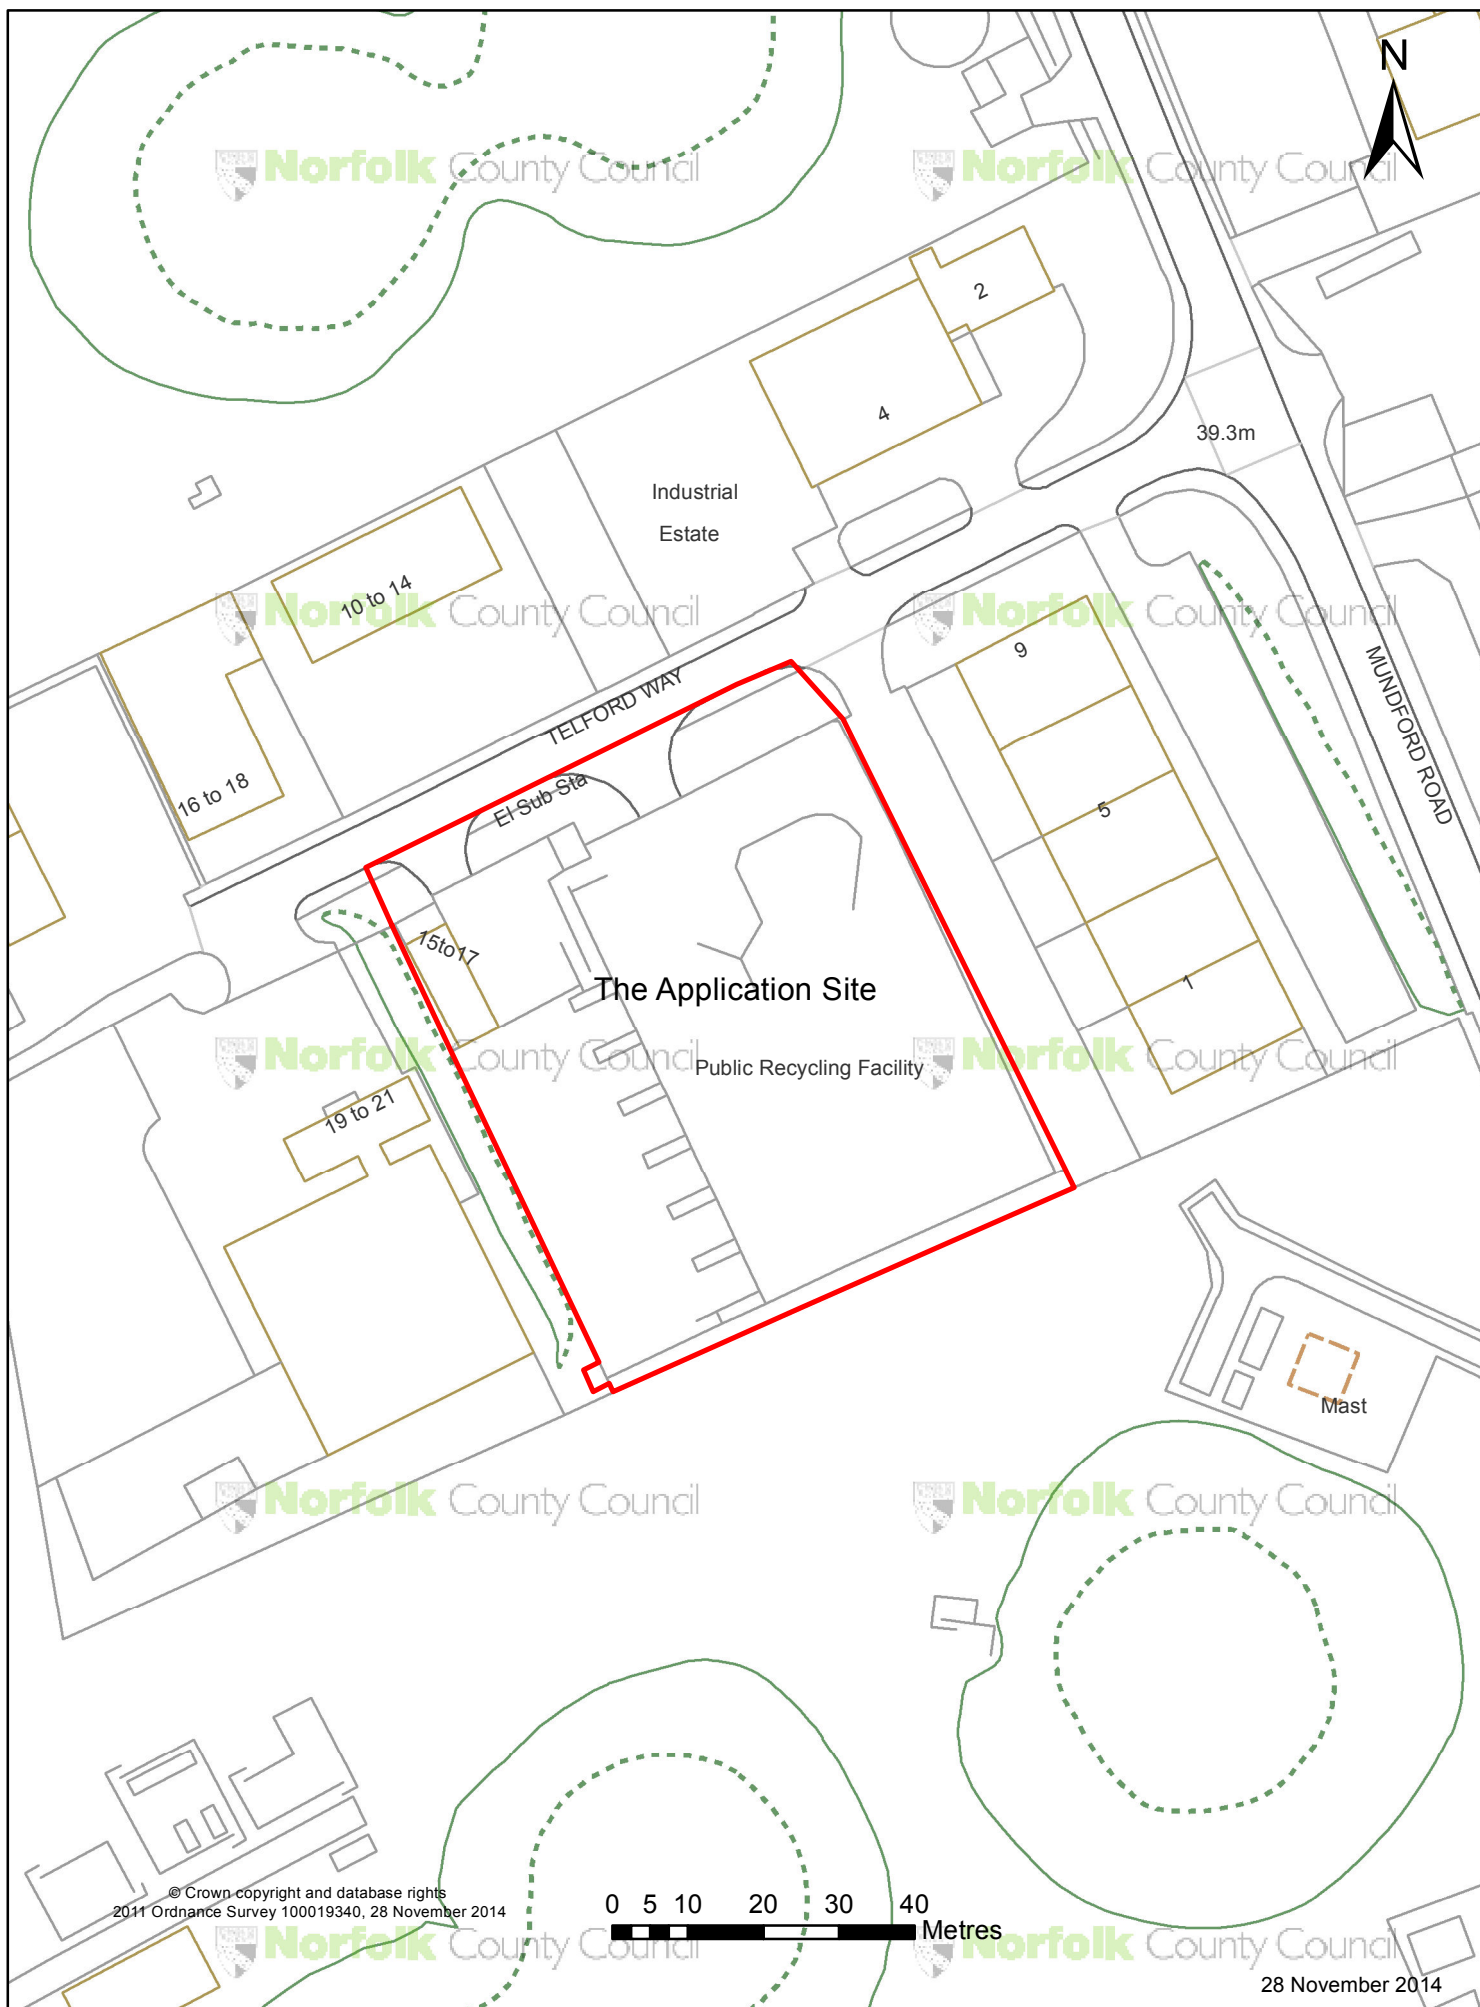 N
Norfolk County Council
Norfolk County Council
2
4
39.3m
Industrial
Estate
10 to 14
Norfolk County Council
Norfolk County Council
9
MUNDFORD ROAD
TELFORD WAY
16 to 18
El Sub Sta
5
15to17
The Application Site
1
Norfolk County Council
Public Recycling Facility
Norfolk County Council
19 to 21
Mast
Norfolk County Council
Norfolk County Council
© Crown copyright and database rights
2011 Ordnance Survey 100019340, 28 November 2014
0 5 10 20 30 40
Metres
Norfolk County Council
Norfolk County Council
28 November 2014